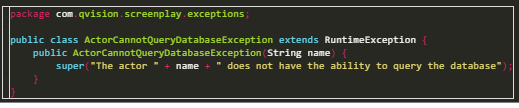 package com.qvision.screenplay.exceptions;
public class ActorCannotQueryDatabaseException extends RuntimeException {
    public ActorCannotQueryDatabaseException(String name) {
        super("The actor " + name + " does not have the ability to query the database");
    }
}